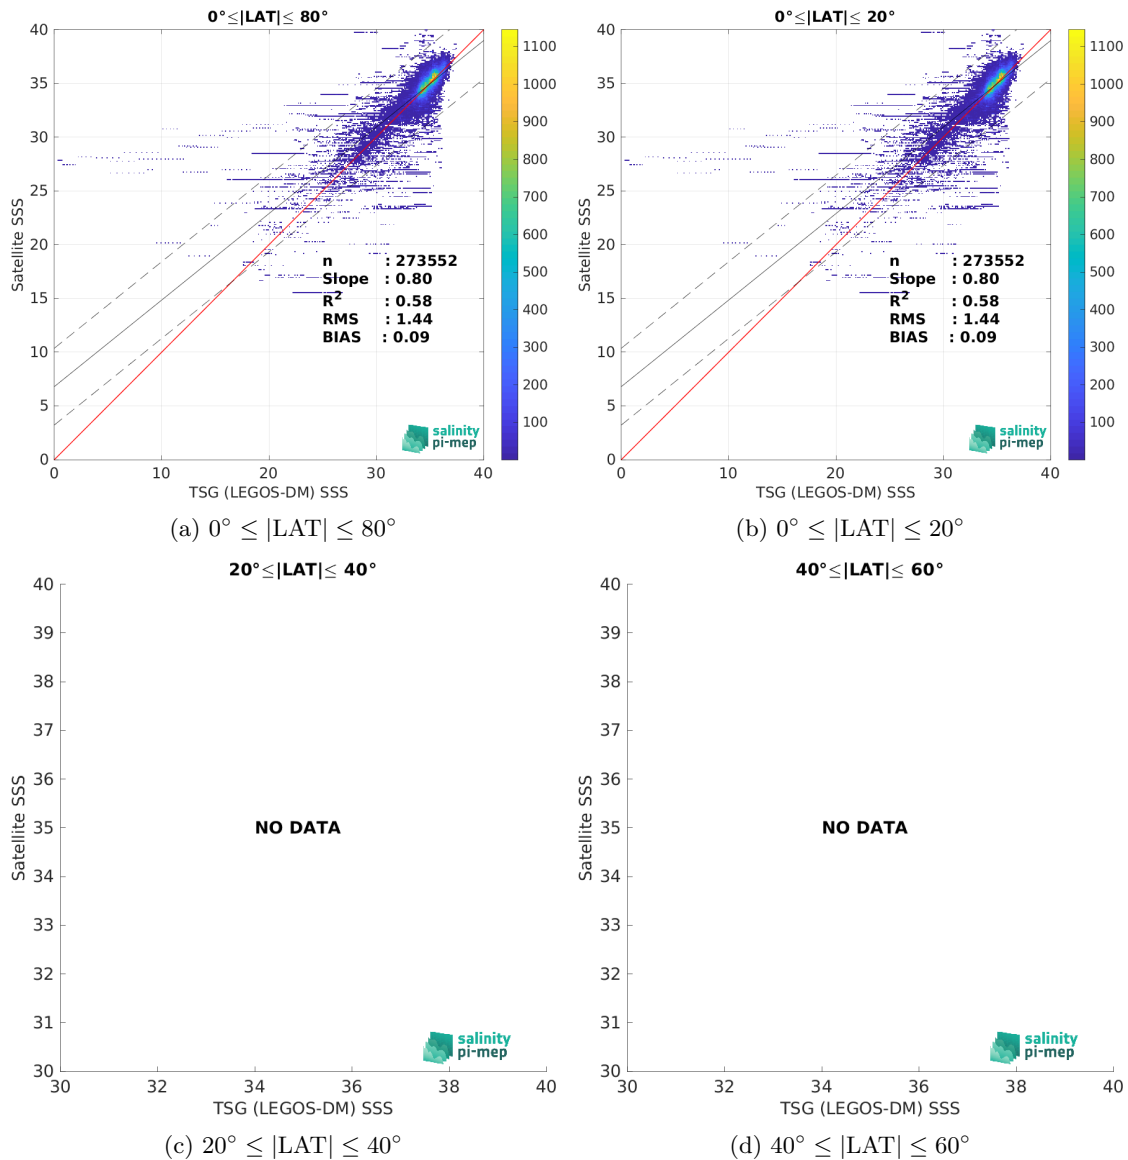 0°≤|LAT|≤ 80°
40
35
30
25
20
15
10
5
0
0
10
20
30
40
Satellite SSS
TSG (LEGOS-DM) SSS
n : 273552
Slope : 0.80
R² : 0.58
RMS : 1.44
BIAS : 0.09
salinity
pi-mep
1100
1000
900
800
700
600
500
400
300
200
100
(a) 0° ≤ |LAT| ≤ 80°
0°≤|LAT|≤ 20°
40
35
30
25
20
15
10
5
0
0
10
20
30
40
Satellite SSS
TSG (LEGOS-DM) SSS
n : 273552
Slope : 0.80
R² : 0.58
RMS : 1.44
BIAS : 0.09
salinity
pi-mep
1100
1000
900
800
700
600
500
400
300
200
100
(b) 0° ≤ |LAT| ≤ 20°
20°≤|LAT|≤ 40°
40
39
38
37
36
35
34
33
32
31
30
30
32
34
36
38
40
Satellite SSS
NO DATA
salinity
pi-mep
TSG (LEGOS-DM) SSS
(c) 20° ≤ |LAT| ≤ 40°
40°≤|LAT|≤ 60°
40
39
38
37
36
35
34
33
32
31
30
30
32
34
36
38
40
Satellite SSS
NO DATA
salinity
pi-mep
TSG (LEGOS-DM) SSS
(d) 40° ≤ |LAT| ≤ 60°